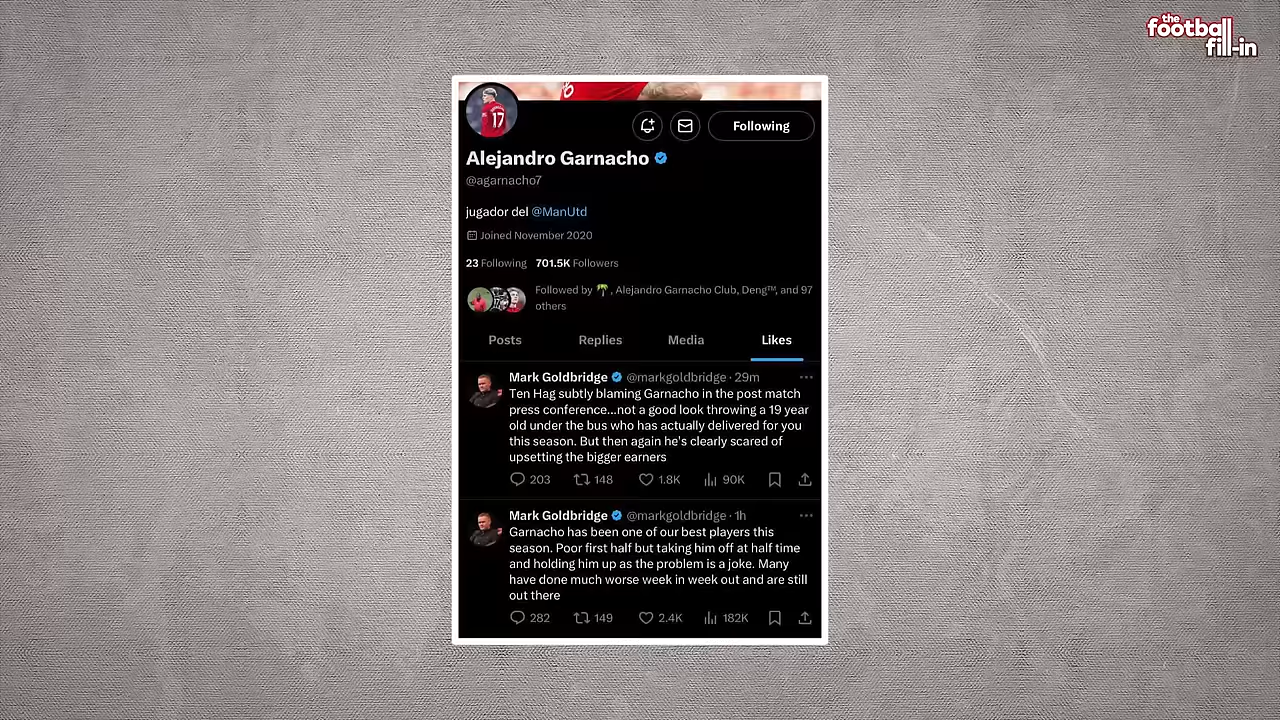 the
football
fill-in
17
Following
Alejandro Garnacho
@agarnacho7
jugador del @ManUtd
Joined November 2020
23 Following 701.5K Followers
Followed by 🌴, Alejandro Garnacho Club, Deng™, and 97
others
Posts Replies Media Likes
Mark Goldbridge @markgoldbridge · 29m
Ten Hag subtly blaming Garnacho in the post match
press conference...not a good look throwing a 19 year
old under the bus who has actually delivered for you
this season. But then again he's clearly scared of
upsetting the bigger earners
203 148 1.8K 90K
Mark Goldbridge @markgoldbridge · 1h
Garnacho has been one of our best players this
season. Poor first half but taking him off at half time
and holding him up as the problem is a joke. Many
have done much worse week in week out and are still
out there
282 149 2.4K 182K